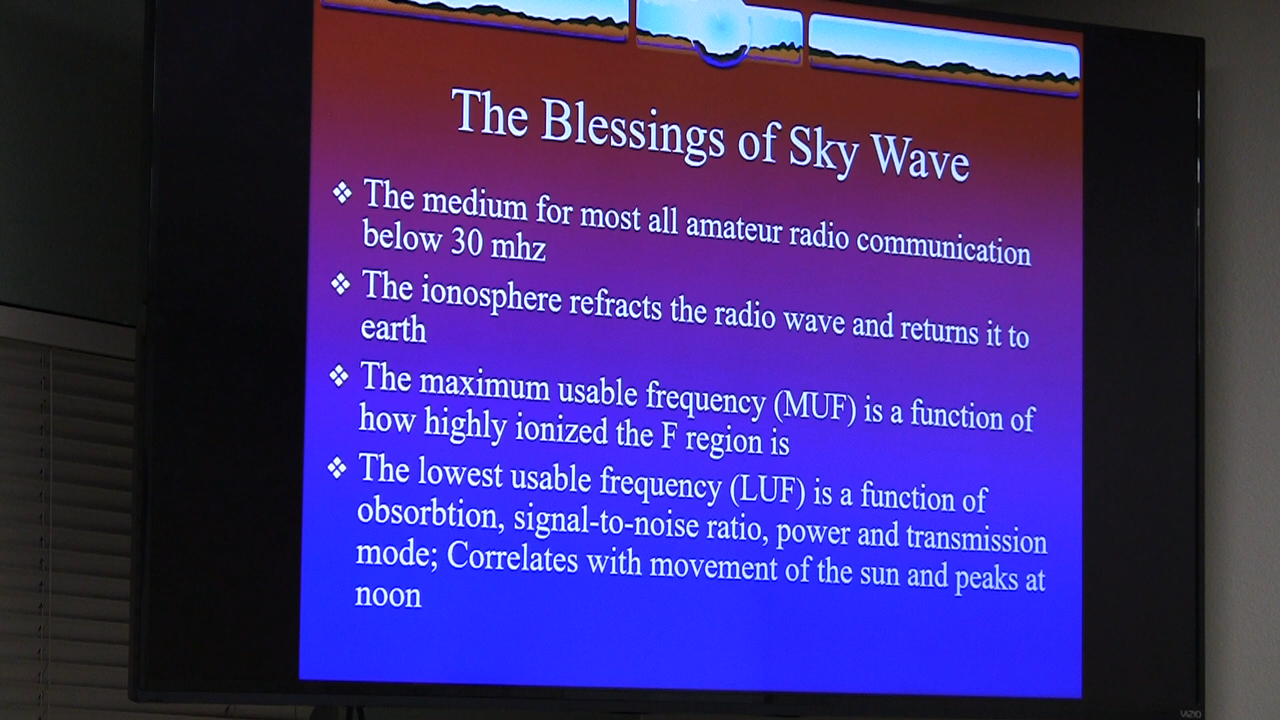 The Blessings of Sky Wave
❖ The medium for most all amateur radio communication
below 30 mhz
❖ The ionosphere refracts the radio wave and returns it to
earth
❖ The maximum usable frequency (MUF) is a function of
how highly ionized the F region is
❖ The lowest usable frequency (LUF) is a function of
obsorbtion, signal-to-noise ratio, power and transmission
mode; Correlates with movement of the sun and peaks at
noon
VIZIO